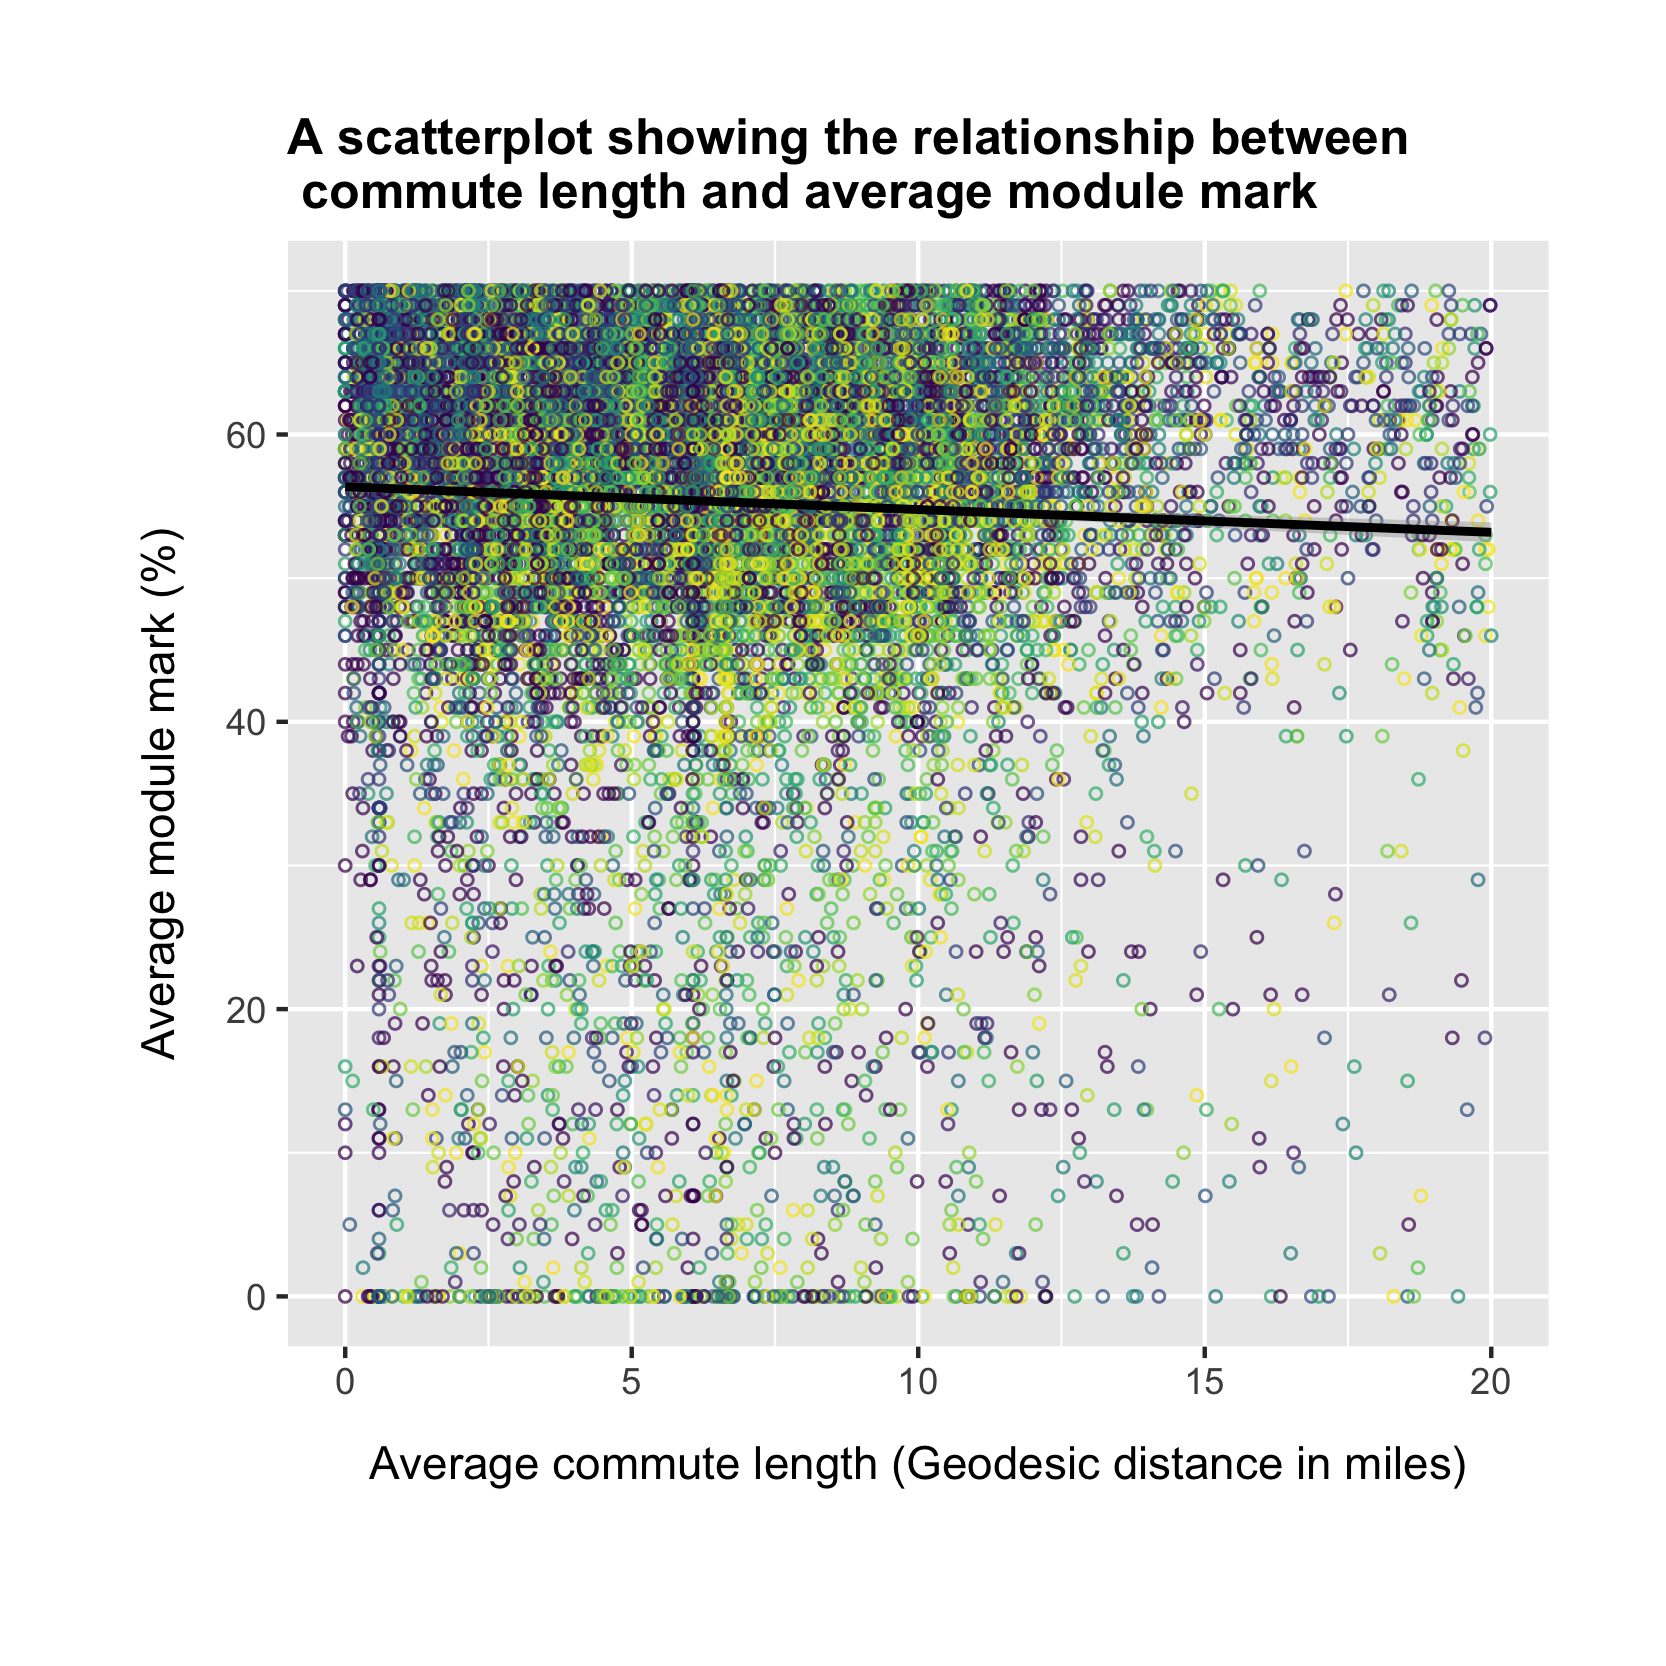 A scatterplot showing the relationship between
commute length and average module mark
Average module mark (%)
60
40
20
0
0 5 10 15 20
Average commute length (Geodesic distance in miles)